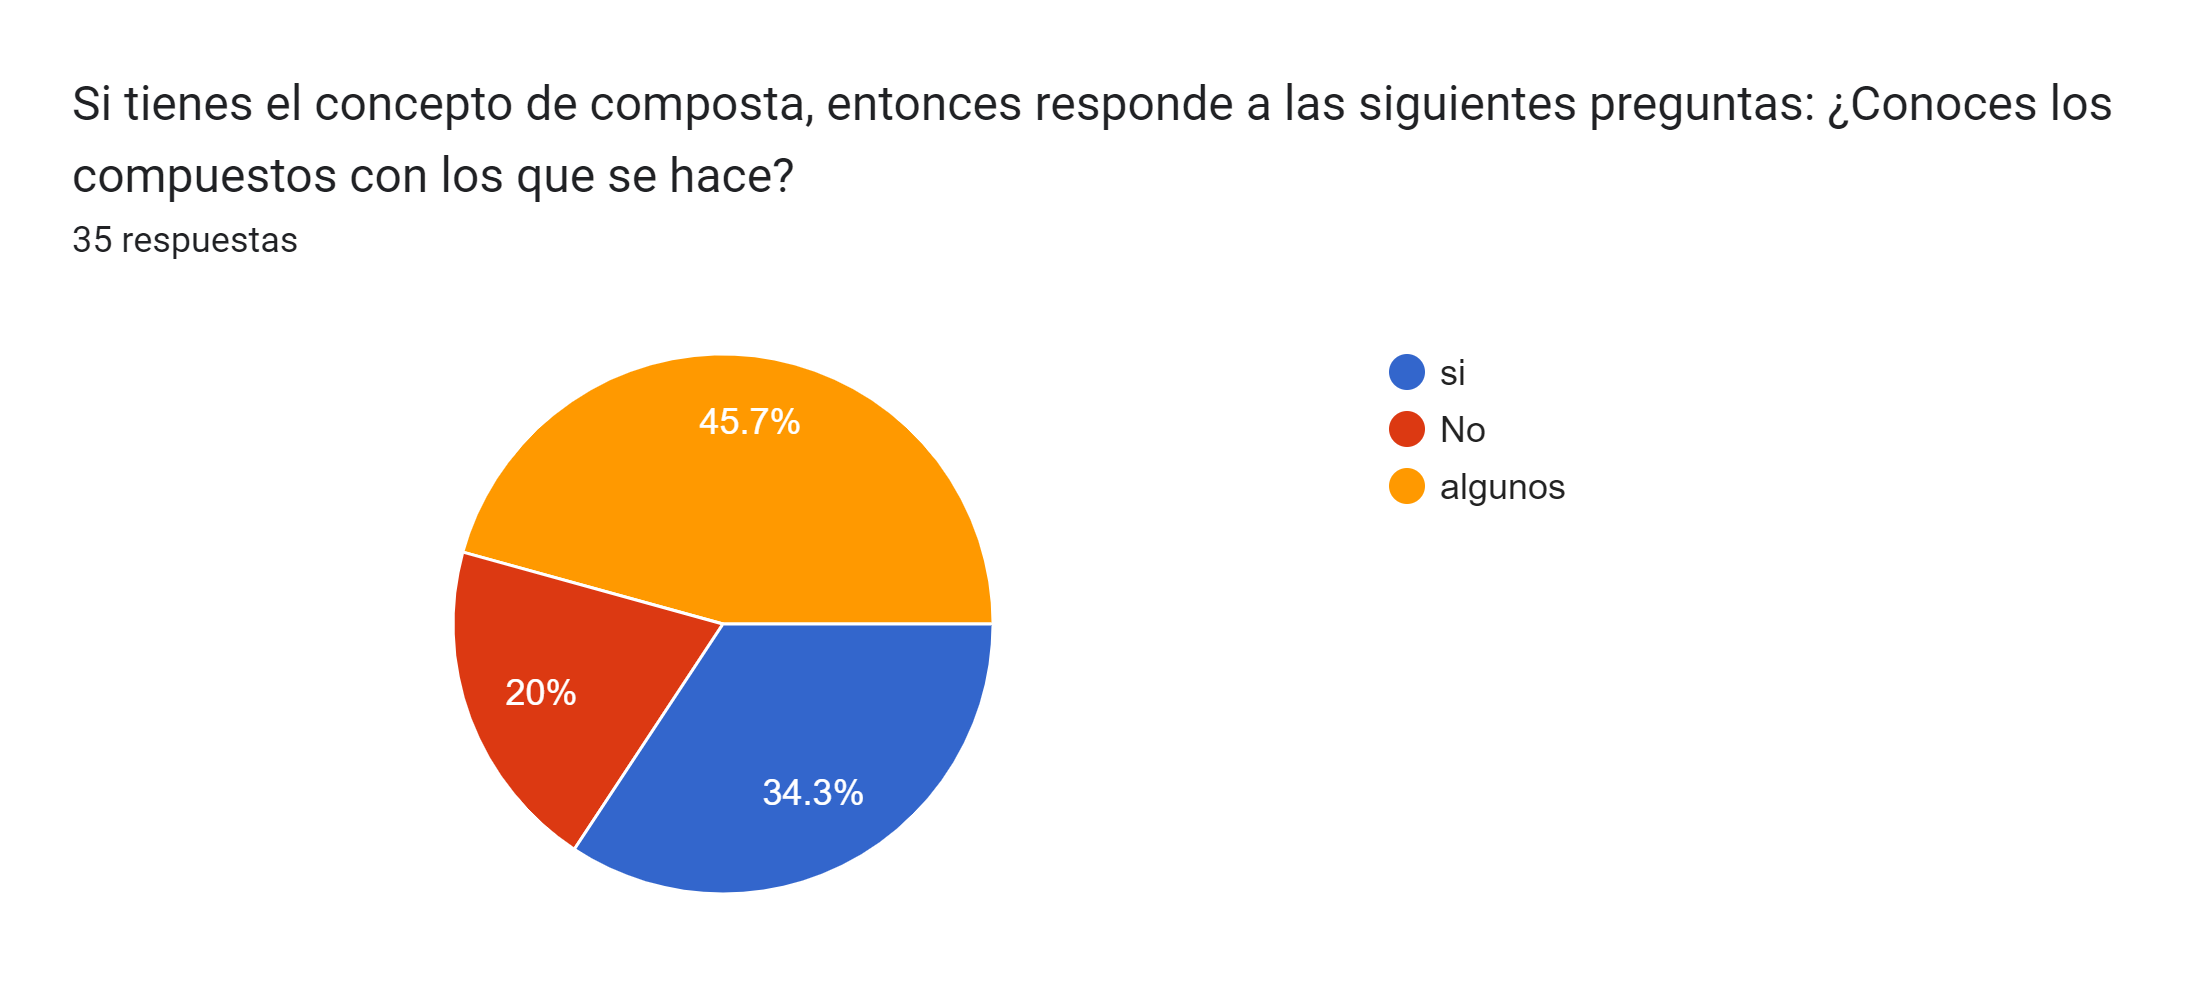 Si tienes el concepto de composta, entonces responde a las siguientes preguntas: ¿Conoces los
compuestos con los que se hace?
35 respuestas
si
No
algunos
45.7%
20%
34.3%